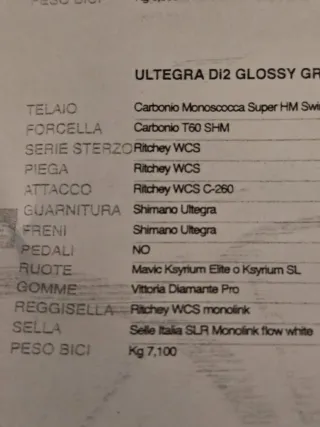 PESO BICI
ULTEGRA Di2 GLOSSY GR
TELAIO Carbonio Monoscocca Super HM Swi
FORCELLA Carbonio T60 SHM
SERIE STERZO Ritchey WCS
PIEGA Ritchey WCS
ATTACCO Ritchey WCS C-260
GUARNITURA Shimano Ultegra
FRENI Shimano Ultegra
PEDALI NO
RUOTE Mavic Ksyrium Elite o Ksyrium SL
GOMME Vittoria Diamante Pro
REGGISELLA Ritchey WCS monolink
SELLA Selle Italia SLR Monolink flow white
PESO BICI Kg 7,100